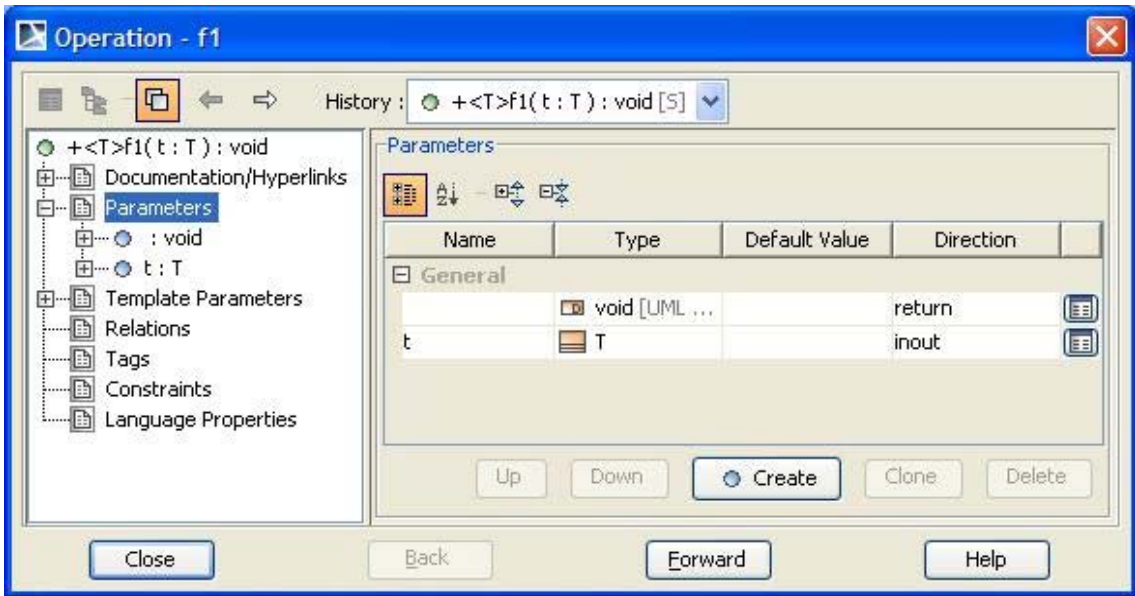 Operation - f1
History : +<T>f1( t : T ) : void [S]
+<T>f1( t : T ) : void
Documentation/Hyperlinks
Parameters
: void
t : T
Template Parameters
Relations
Tags
Constraints
Language Properties
Parameters
Name Type Default Value Direction
General
void [UML ... return
t T inout
Up Down Create Clone Delete
Close Back Forward Help